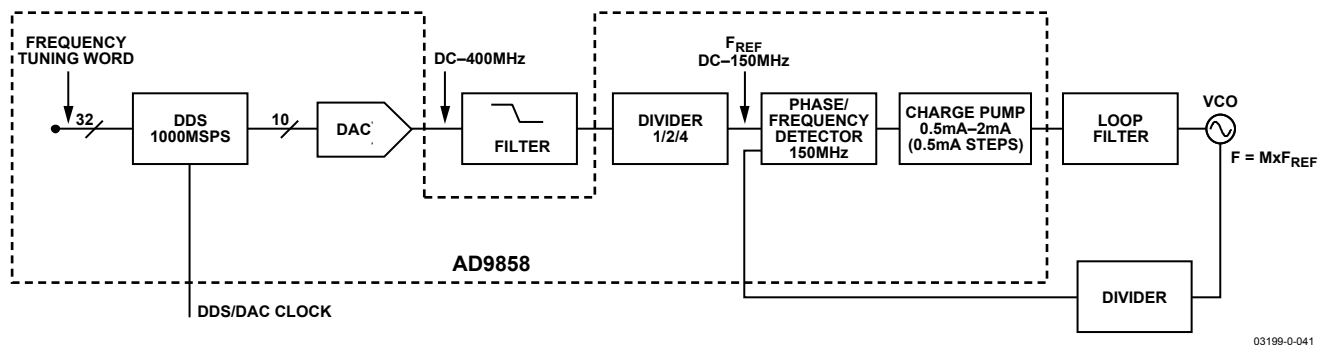 FREQUENCY
TUNING WORD
32
DDS
1000MSPS
10
DAC
DC–400MHz
FILTER
DIVIDER
1/2/4
FREF
DC–150MHz
PHASE/
FREQUENCY
DETECTOR
150MHz
CHARGE PUMP
0.5mA–2mA
(0.5mA STEPS)
LOOP
FILTER
VCO
F = MxFREF
AD9858
DIVIDER
DDS/DAC CLOCK
03199-0-041